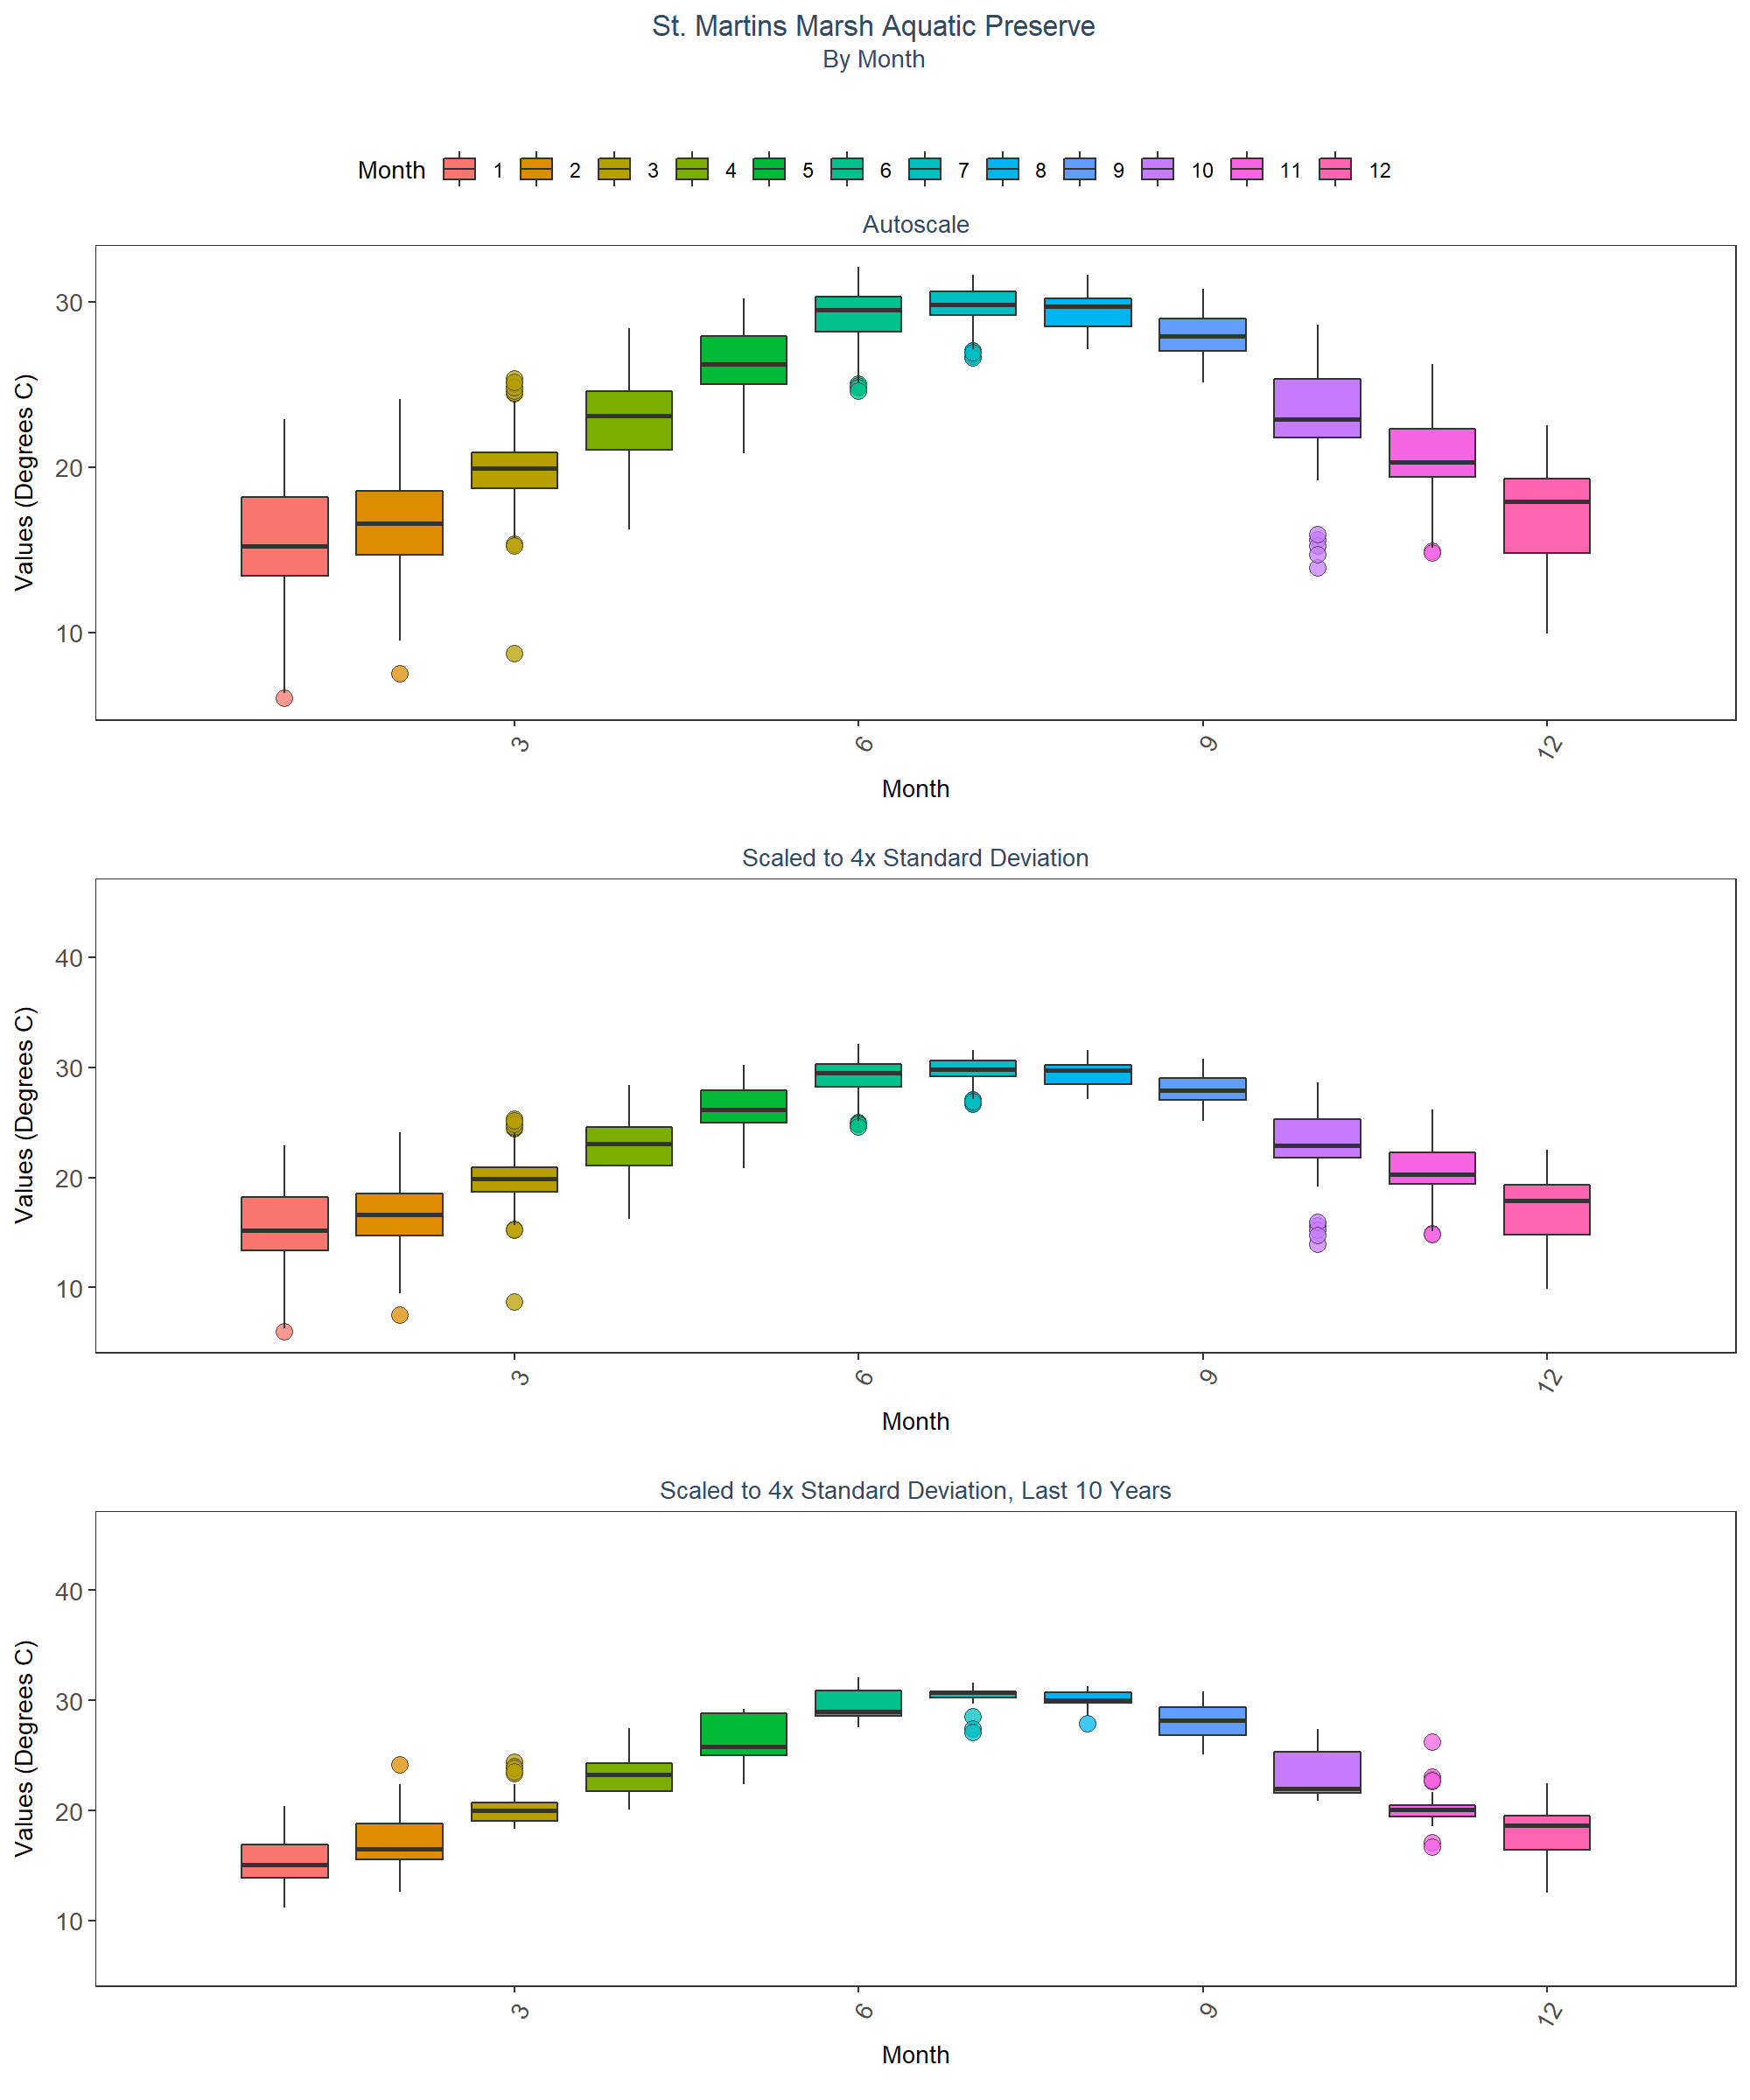 St. Martins Marsh Aquatic Preserve
By Month
Month 1 2 3 4 5 6 7 8 9 10 11 12
Autoscale
Values (Degrees C)
30
20
10
3 6 9 12
Month
Scaled to 4x Standard Deviation
Values (Degrees C)
40
30
20
10
3 6 9 12
Month
Scaled to 4x Standard Deviation, Last 10 Years
Values (Degrees C)
40
30
20
10
3 6 9 12
Month